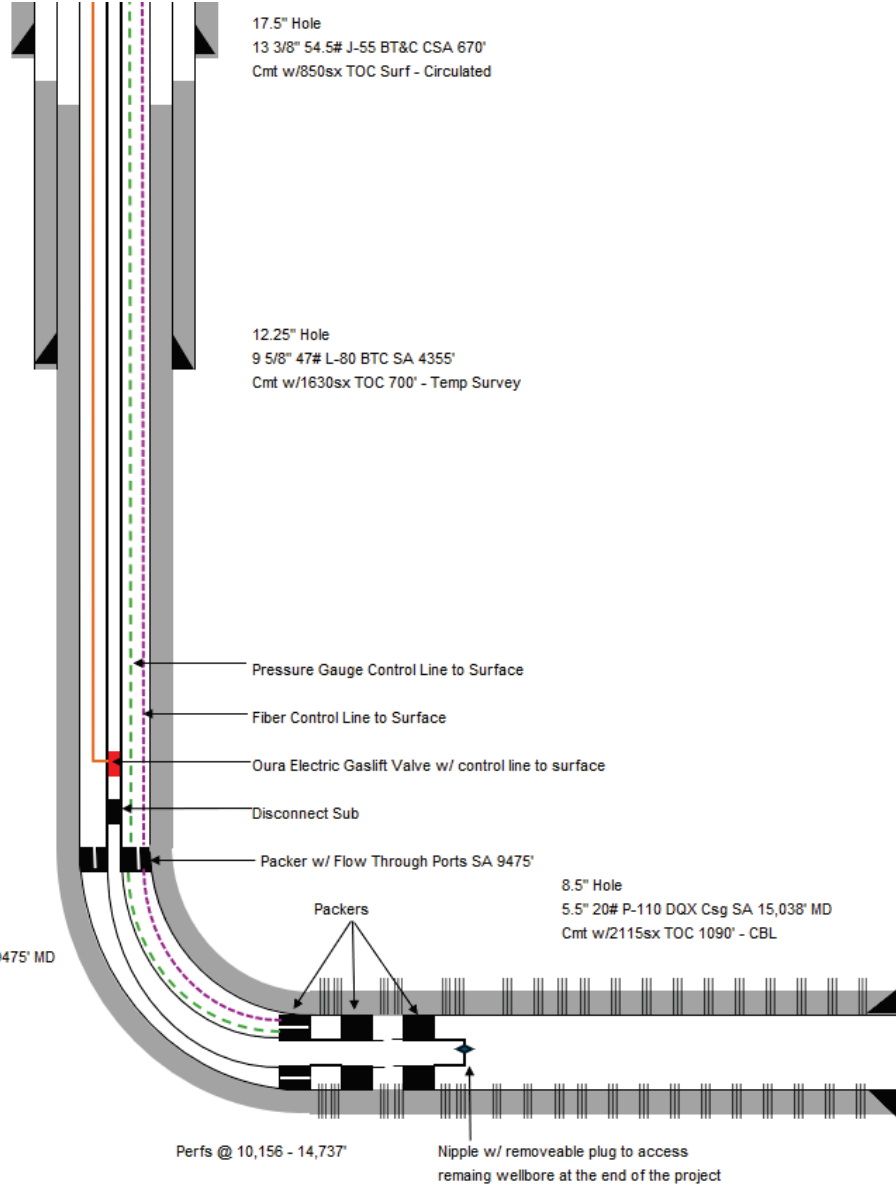 17.5" Hole
13 3/8" 54.5# J-55 BT&C CSA 670'
Cmt w/850sx TOC Surf - Circulated
12.25" Hole
9 5/8" 47# L-80 BTC SA 4355'
Cmt w/1630sx TOC 700' - Temp Survey
Pressure Gauge Control Line to Surface
Fiber Control Line to Surface
Oura Electric Gaslift Valve w/ control line to surface
Disconnect Sub
Packer w/ Flow Through Ports SA 9475'
8.5" Hole
5.5" 20# P-110 DQX Csg SA 15,038' MD
Cmt w/2115sx TOC 1090' - CBL
Packers
475' MD
Perfs @ 10,156 - 14,737'
Nipple w/ removeable plug to access
remaing wellbore at the end of the project